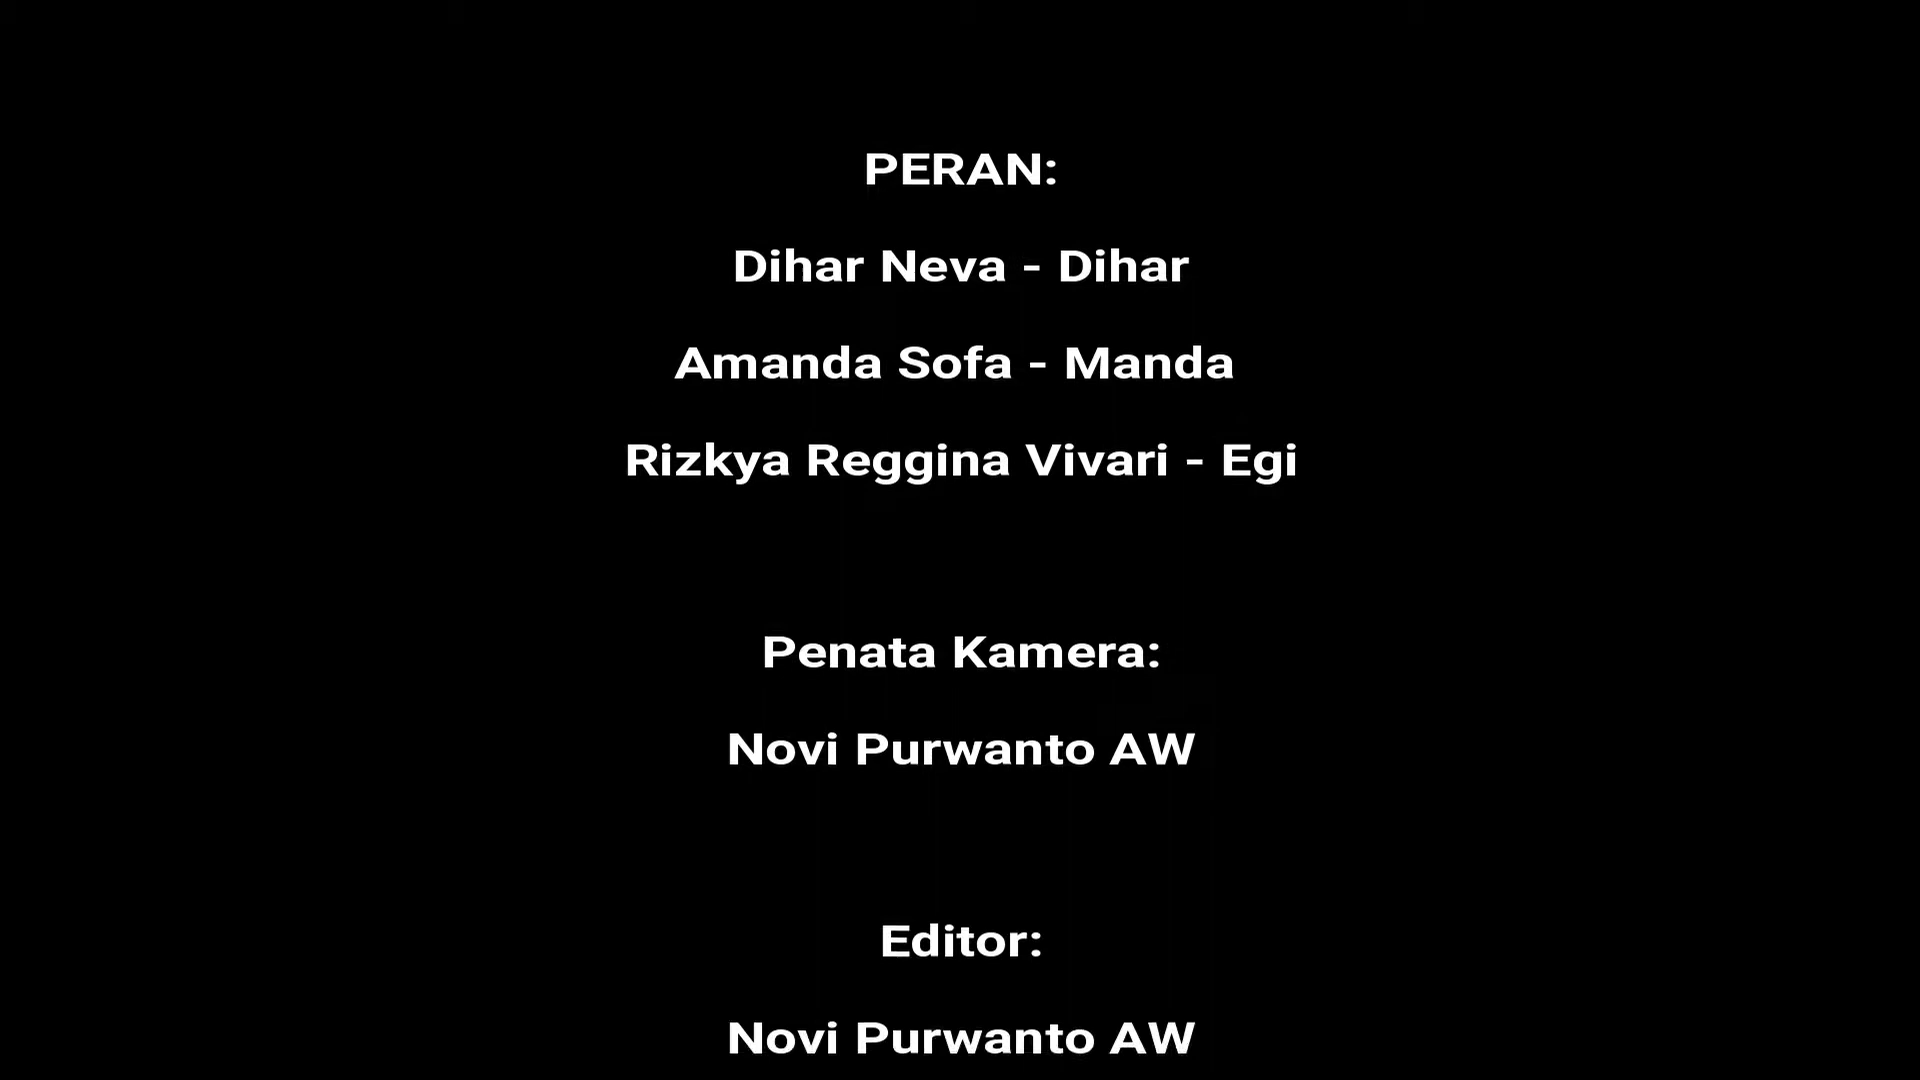 PERAN:
Dihar Neva - Dihar
Amanda Sofa - Manda
Rizkya Reggina Vivari - Egi
Penata Kamera:
Novi Purwanto AW
Editor:
Novi Purwanto AW